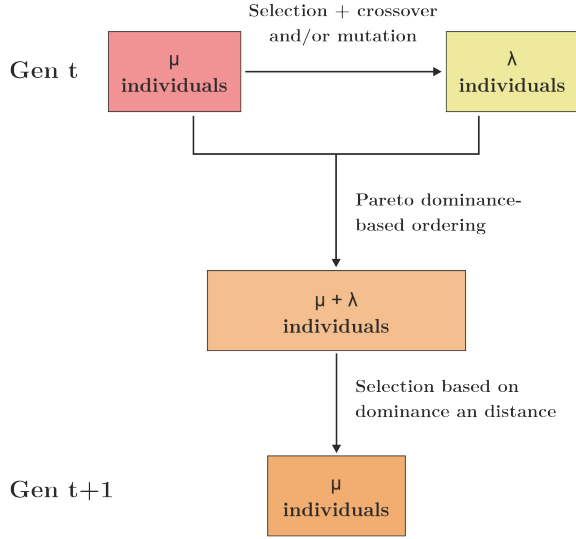 Selection + crossover
and/or mutation
Gen t
μ
individuals
λ
individuals
Pareto dominance-
based ordering
μ + λ
individuals
Selection based on
dominance an distance
Gen t+1
μ
individuals